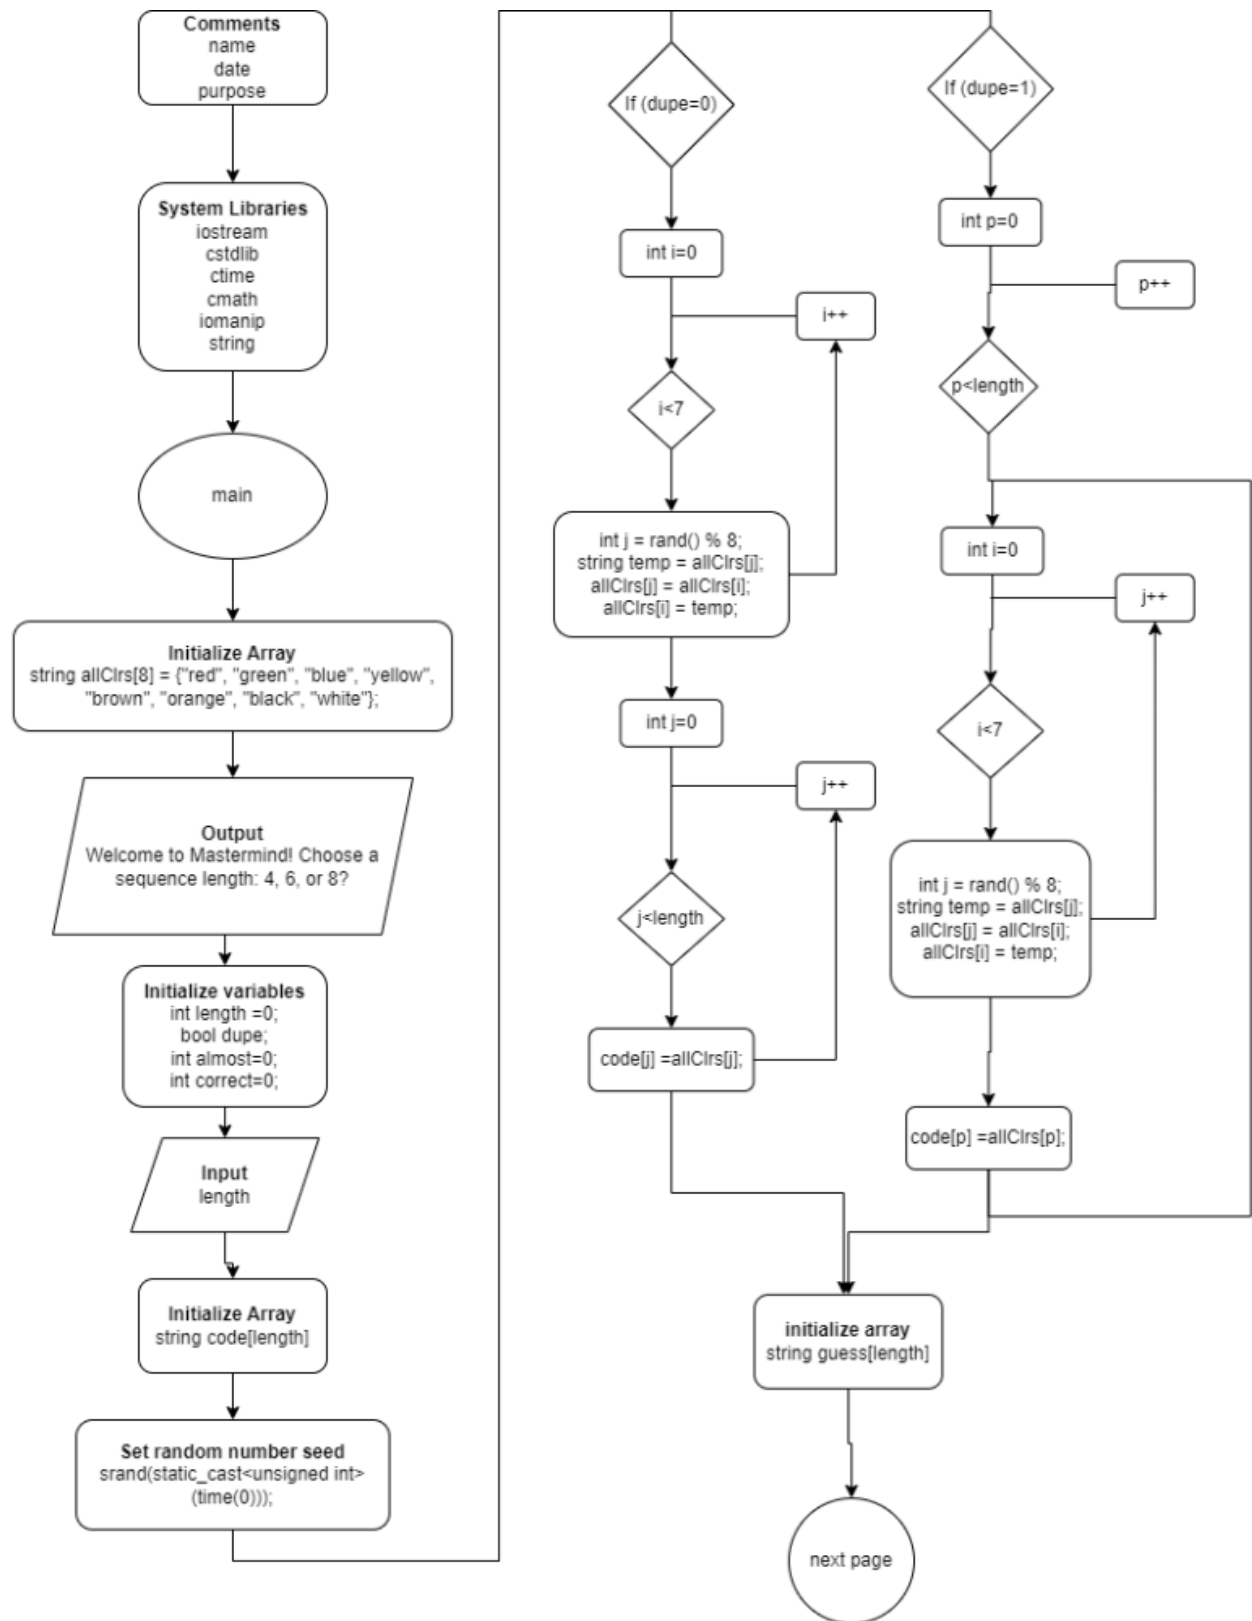 Comments
name
date
purpose
System Libraries
iostream
cstdlib
ctime
cmath
iomanip
string
main
Initialize Array
string allClrs[8] = {"red", "green", "blue", "yellow",
"brown", "orange", "black", "white"};
Output
Welcome to Mastermind! Choose a
sequence length: 4, 6, or 8?
Initialize variables
int length =0;
bool dupe;
int almost=0;
int correct=0;
Input
length
Initialize Array
string code[length]
Set random number seed
srand(static_cast<unsigned int>
(time(0)));
If (dupe=0)
int i=0
i++
i<7
int j = rand() % 8;
string temp = allClrs[j];
allClrs[j] = allClrs[i];
allClrs[i] = temp;
int j=0
j++
j<length
code[j] =allClrs[j];
If (dupe=1)
int p=0
p++
p<length
int i=0
j++
i<7
int j = rand() % 8;
string temp = allClrs[j];
allClrs[j] = allClrs[i];
allClrs[i] = temp;
code[p] =allClrs[p];
initialize array
string guess[length]
next page